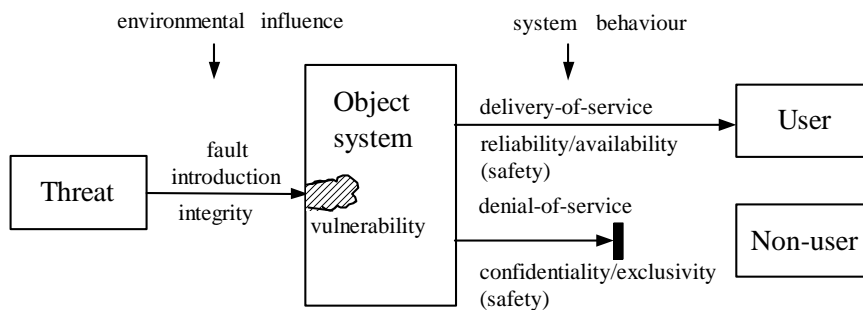 environmental influence
system behaviour
Object
system
delivery-of-service
User
reliability/availability
(safety)
fault
introduction
Threat
integrity
vulnerability
denial-of-service
Non-user
confidentiality/exclusivity
(safety)